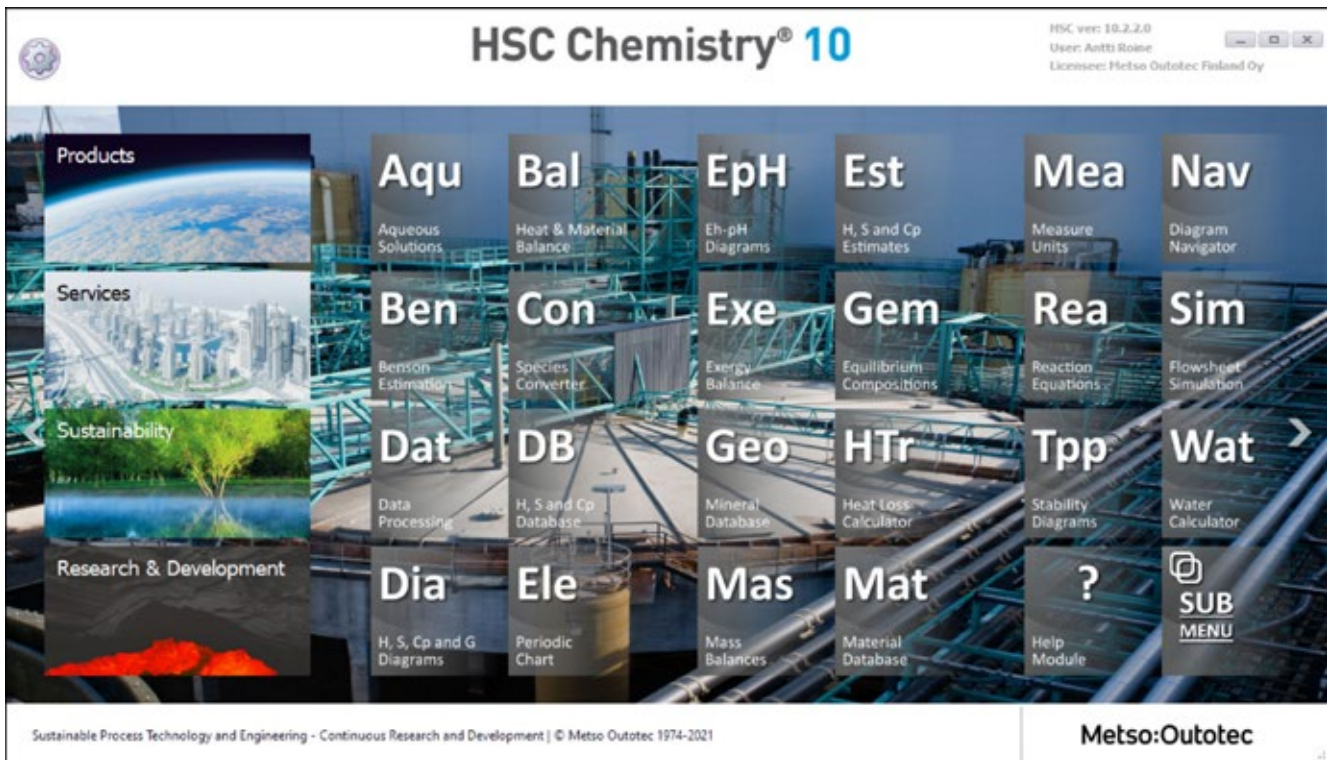 HSC Chemistry® 10
HSC ver: 10.2.2.0
User: Antti Roine
Licensee: Metso Outotec Finland Oy
Products
Services
Sustainability
Research & Development
Aqu
Aqueous
Solutions
Bal
Heat & Material
Balance
EpH
Eh-pH
Diagrams
Est
H, S and Cp
Estimates
Mea
Measure
Units
Nav
Diagram
Navigator
Ben
Benson
Estimation
Con
Species
Converter
Exe
Exergy
Balance
Gem
Equilibrium
Compositions
Rea
Reaction
Equations
Sim
Flowsheet
Simulation
Dat
Data
Processing
DB
H, S and Cp
Database
Geo
Mineral
Database
HTr
Heat Loss
Calculator
Tpp
Stability
Diagrams
Wat
Water
Calculator
Dia
H, S, Cp and G
Diagrams
Ele
Periodic
Chart
Mas
Mass
Balances
Mat
Material
Database
?
Help
Module
SUB
MENU
Sustainable Process Technology and Engineering - Continuous Research and Development | © Metso Outotec 1974-2021
Metso:Outotec